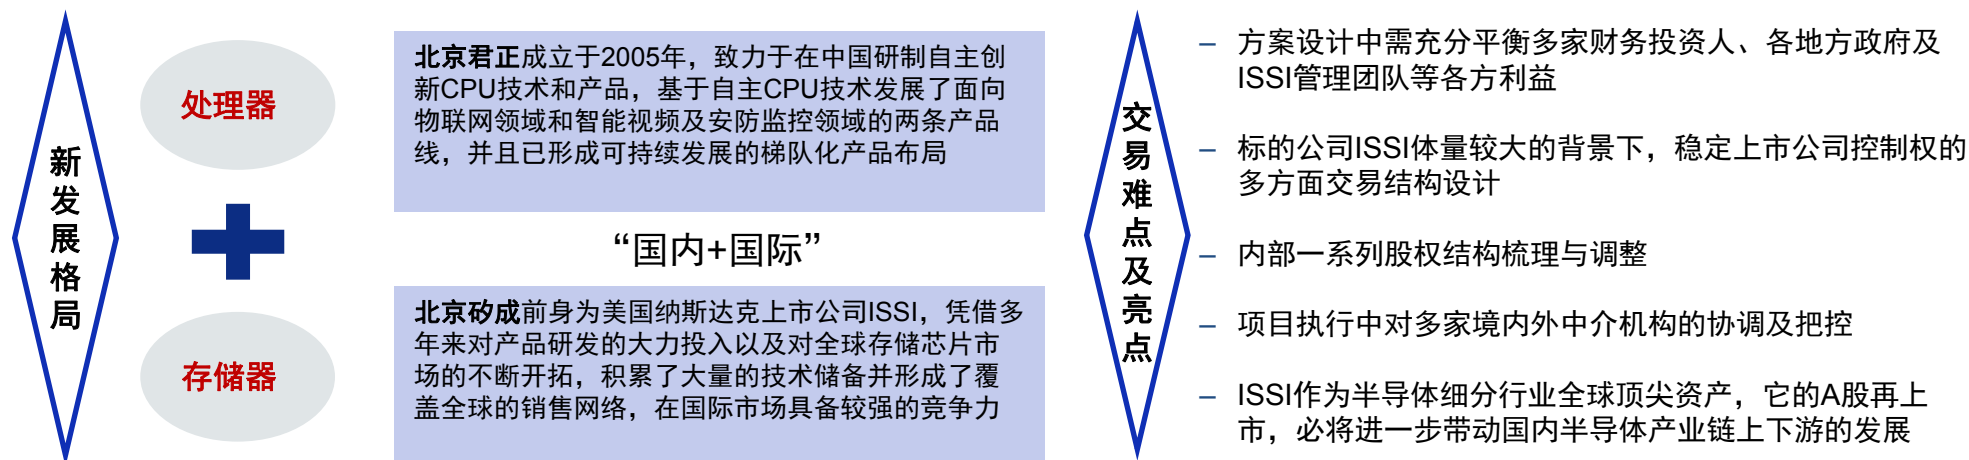 新发展格局
处理器
存储器
北京君正成立于2005年，致力于在中国研制自主创
新CPU技术和产品，基于自主CPU技术发展了面向
物联网领域和智能视频及安防监控领域的两条产品
线，并且已形成可持续发展的梯队化产品布局
“国内+国际”
北京矽成前身为美国纳斯达克上市公司ISSI，凭借多
年来对产品研发的大力投入以及对全球存储芯片市
场的不断开拓，积累了大量的技术储备并形成了覆
盖全球的销售网络，在国际市场具备较强的竞争力
交易难点及亮点
– 方案设计中需充分平衡多家财务投资人、各地方政府及
ISSI管理团队等各方利益
– 标的公司ISSI体量较大的背景下，稳定上市公司控制权的
多方面交易结构设计
– 内部一系列股权结构梳理与调整
– 项目执行中对多家境内外中介机构的协调及把控
– ISSI作为半导体细分行业全球顶尖资产，它的A股再上
市，必将进一步带动国内半导体产业链上下游的发展